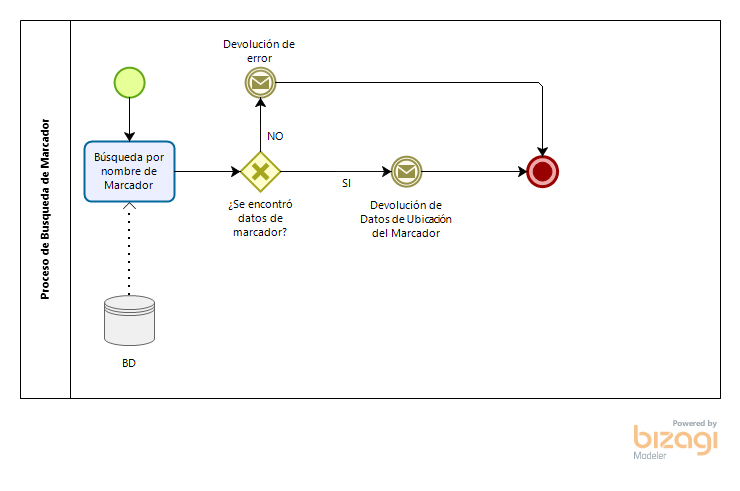 Proceso de Busqueda de Marcador
Devolución de
error
NO
Búsqueda por
nombre de
Marcador
SI
¿Se encontró
datos de
marcador?
Devolución de
Datos de Ubicación
del Marcador
BD
Powered by
bizagi
Modeler